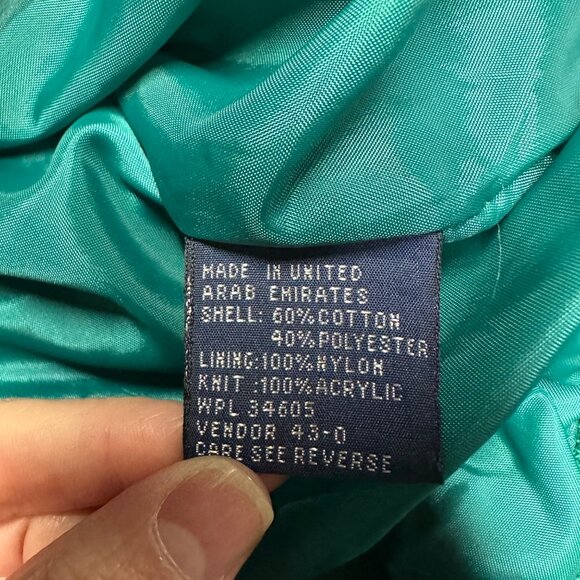 MADE IN UNITED
ARAB EMIRATES
SHELL: 60%COTTON
40%POLYESTER
LINING:100%NYLON
KNIT :100%ACRYLIC
WPL 34605
VENDOR 43-0
CARE SEE REVERSE